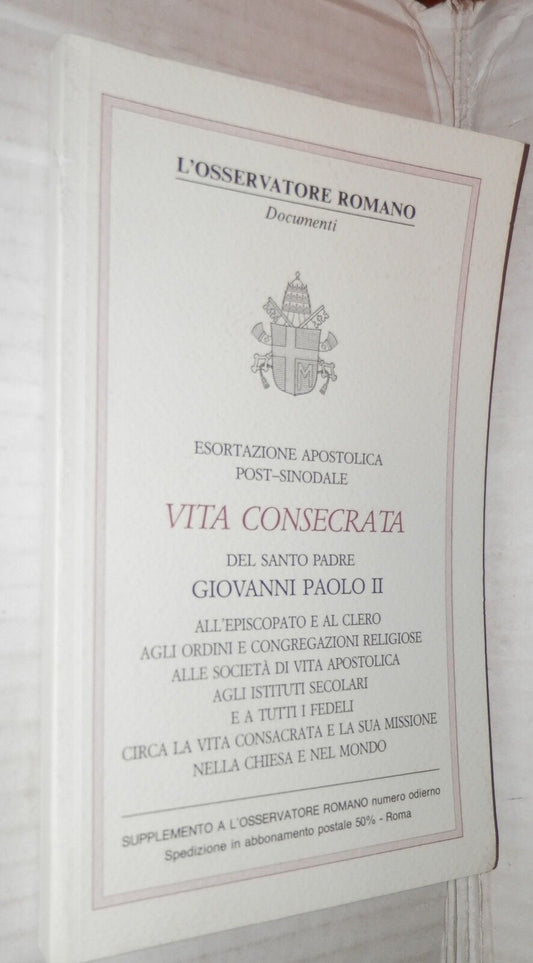 L'OSSERVATORE ROMANO
Documenti
M
ESORTAZIONE APOSTOLICA
POST-SINODALE
VITA CONSECRATA
DEL SANTO PADRE
GIOVANNI PAOLO II
ALL'EPISCOPATO E AL CLERO
AGLI ORDINI E CONGREGAZIONI RELIGIOSE
ALLE SOCIETÀ DI VITA APOSTOLICA
AGLI ISTITUTI SECOLARI
E A TUTTI I FEDELI
CIRCA LA VITA CONSACRATA E LA SUA MISSIONE
NELLA CHIESA E NEL MONDO
SUPPLEMENTO A L'OSSERVATORE ROMANO numero odierno
Spedizione in abbonamento postale 50% - Roma